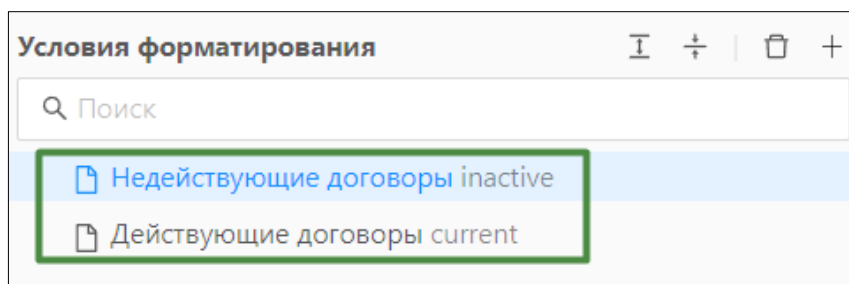 Условия форматирования
Поиск
Недействующие договоры inactive
Действующие договоры current